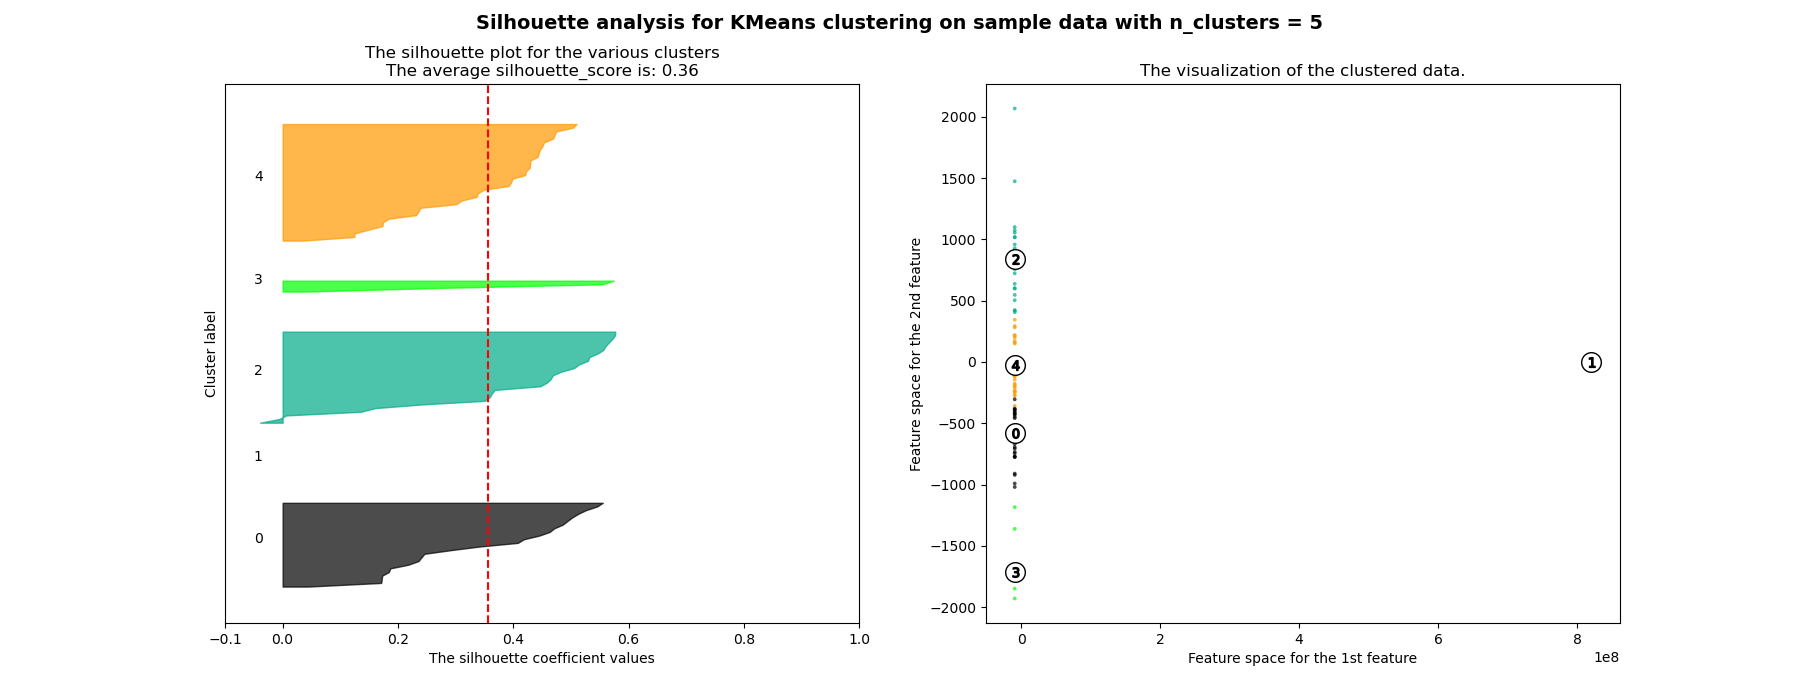 Silhouette analysis for KMeans clustering on sample data with n_clusters = 5
The silhouette plot for the various clusters
The average silhouette_score is: 0.36
Cluster label
4
3
2
1
0
−0.1 0.0 0.2 0.4 0.6 0.8 1.0
The silhouette coefficient values
The visualization of the clustered data.
Feature space for the 2nd feature
2000
1500
1000
500
0
−500
−1000
−1500
−2000
2
4
1
0
3
0 2 4 6 8
1e8
Feature space for the 1st feature